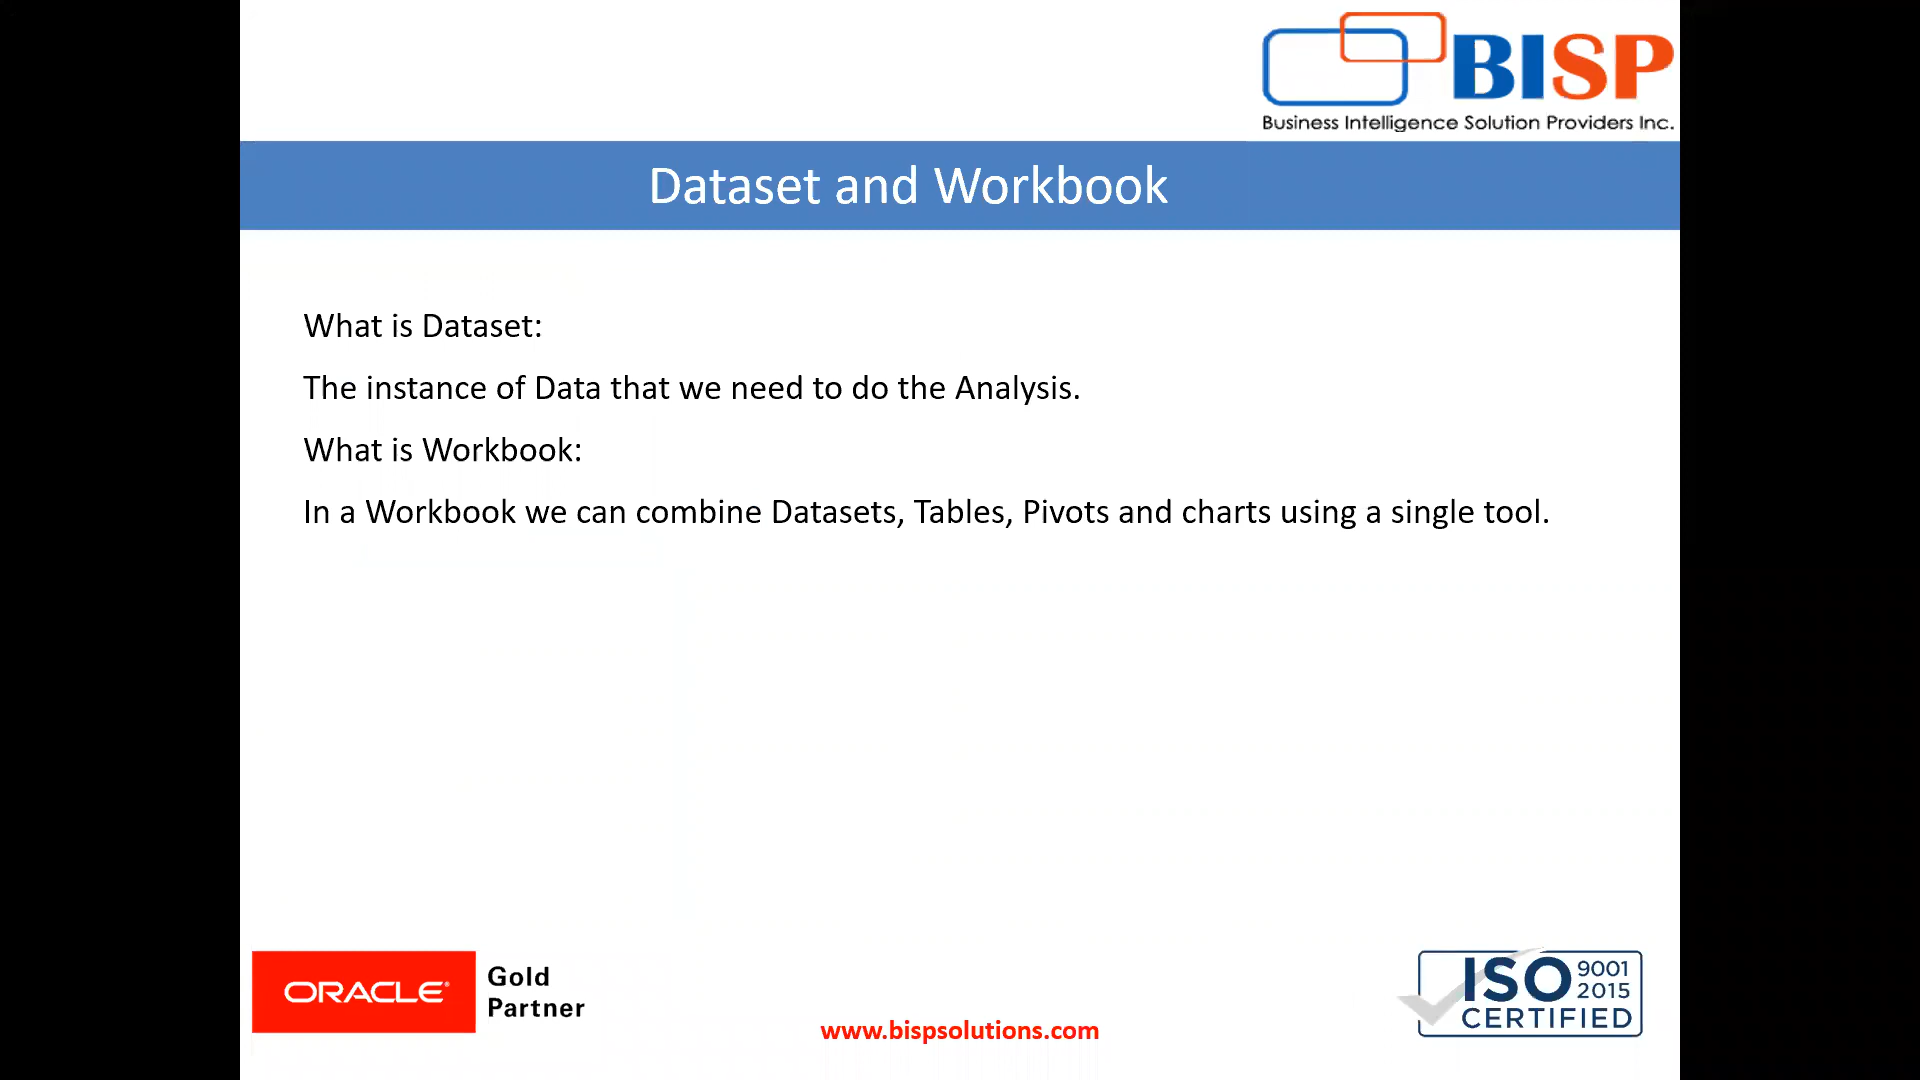 BISP
Business Intelligence Solution Providers Inc.
Dataset and Workbook
What is Dataset:
The instance of Data that we need to do the Analysis.
What is Workbook:
In a Workbook we can combine Datasets, Tables, Pivots and charts using a single tool.
ORACLE® Gold
Partner
www.bispsolutions.com
ISO 9001
2015
CERTIFIED